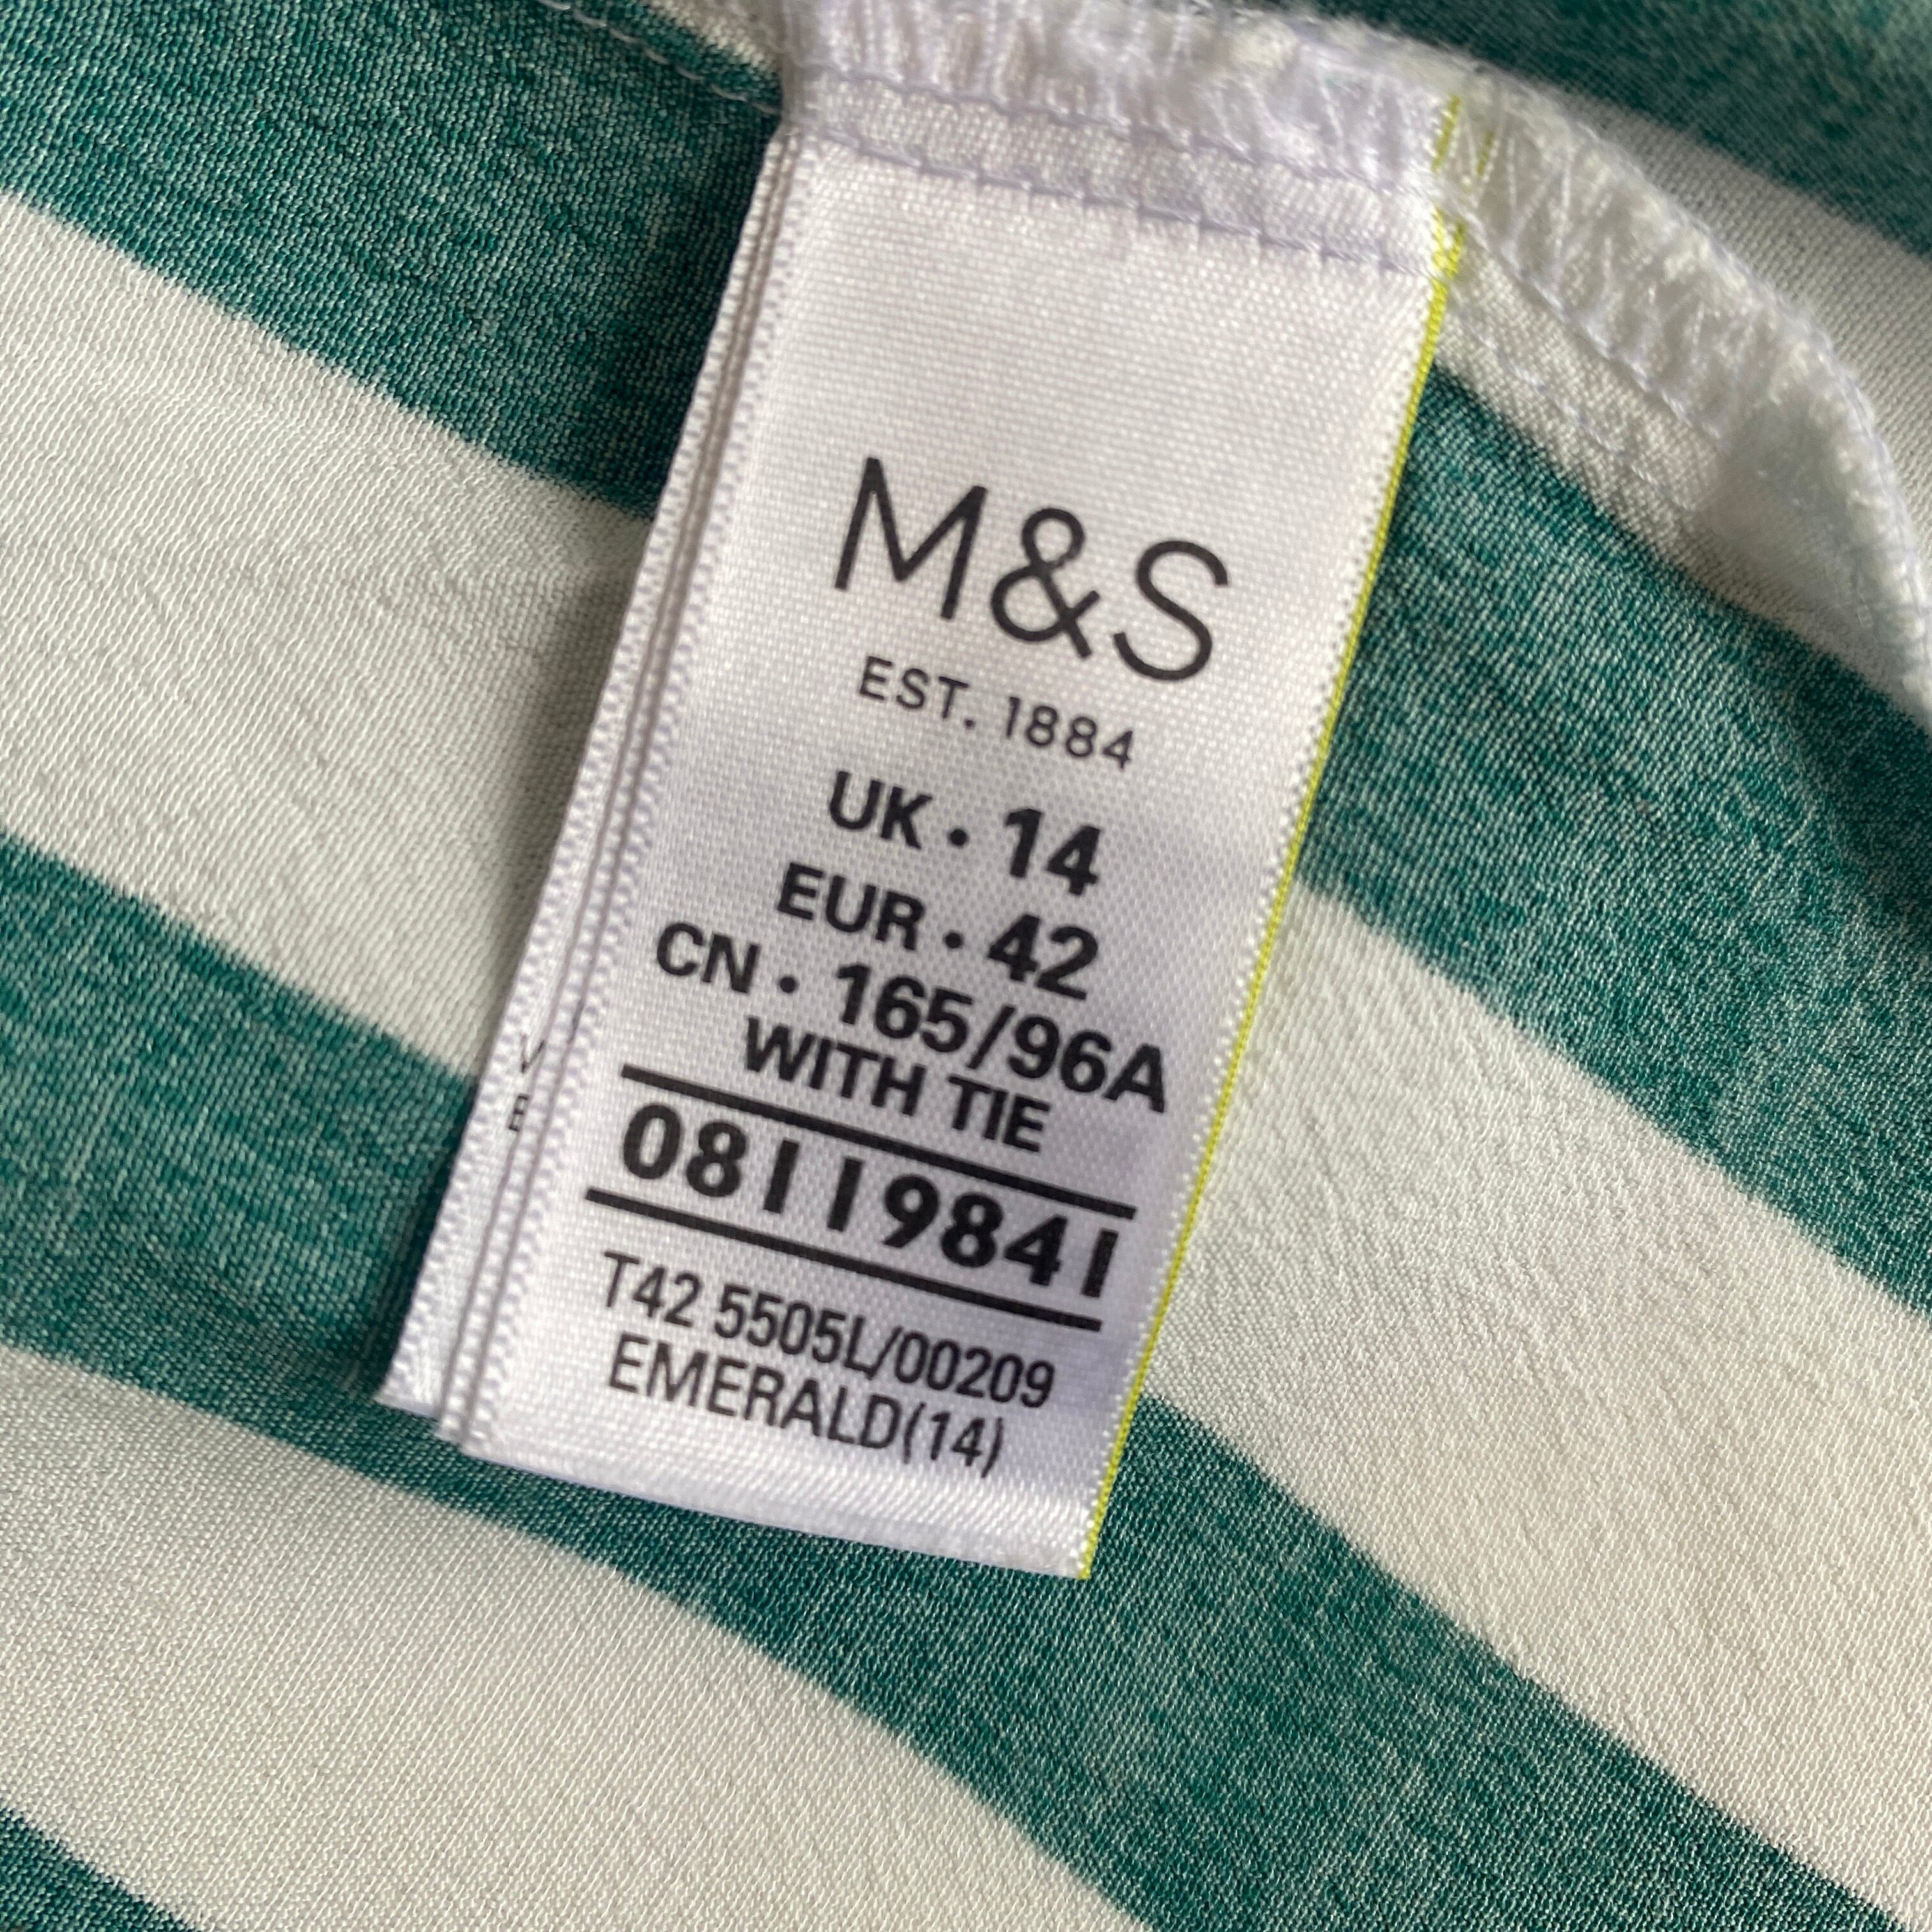 M&S
EST. 1884
UK • 14
EUR • 42
CN • 165/96A
WITH TIE
08119841
T42 5505L/00209
EMERALD(14)